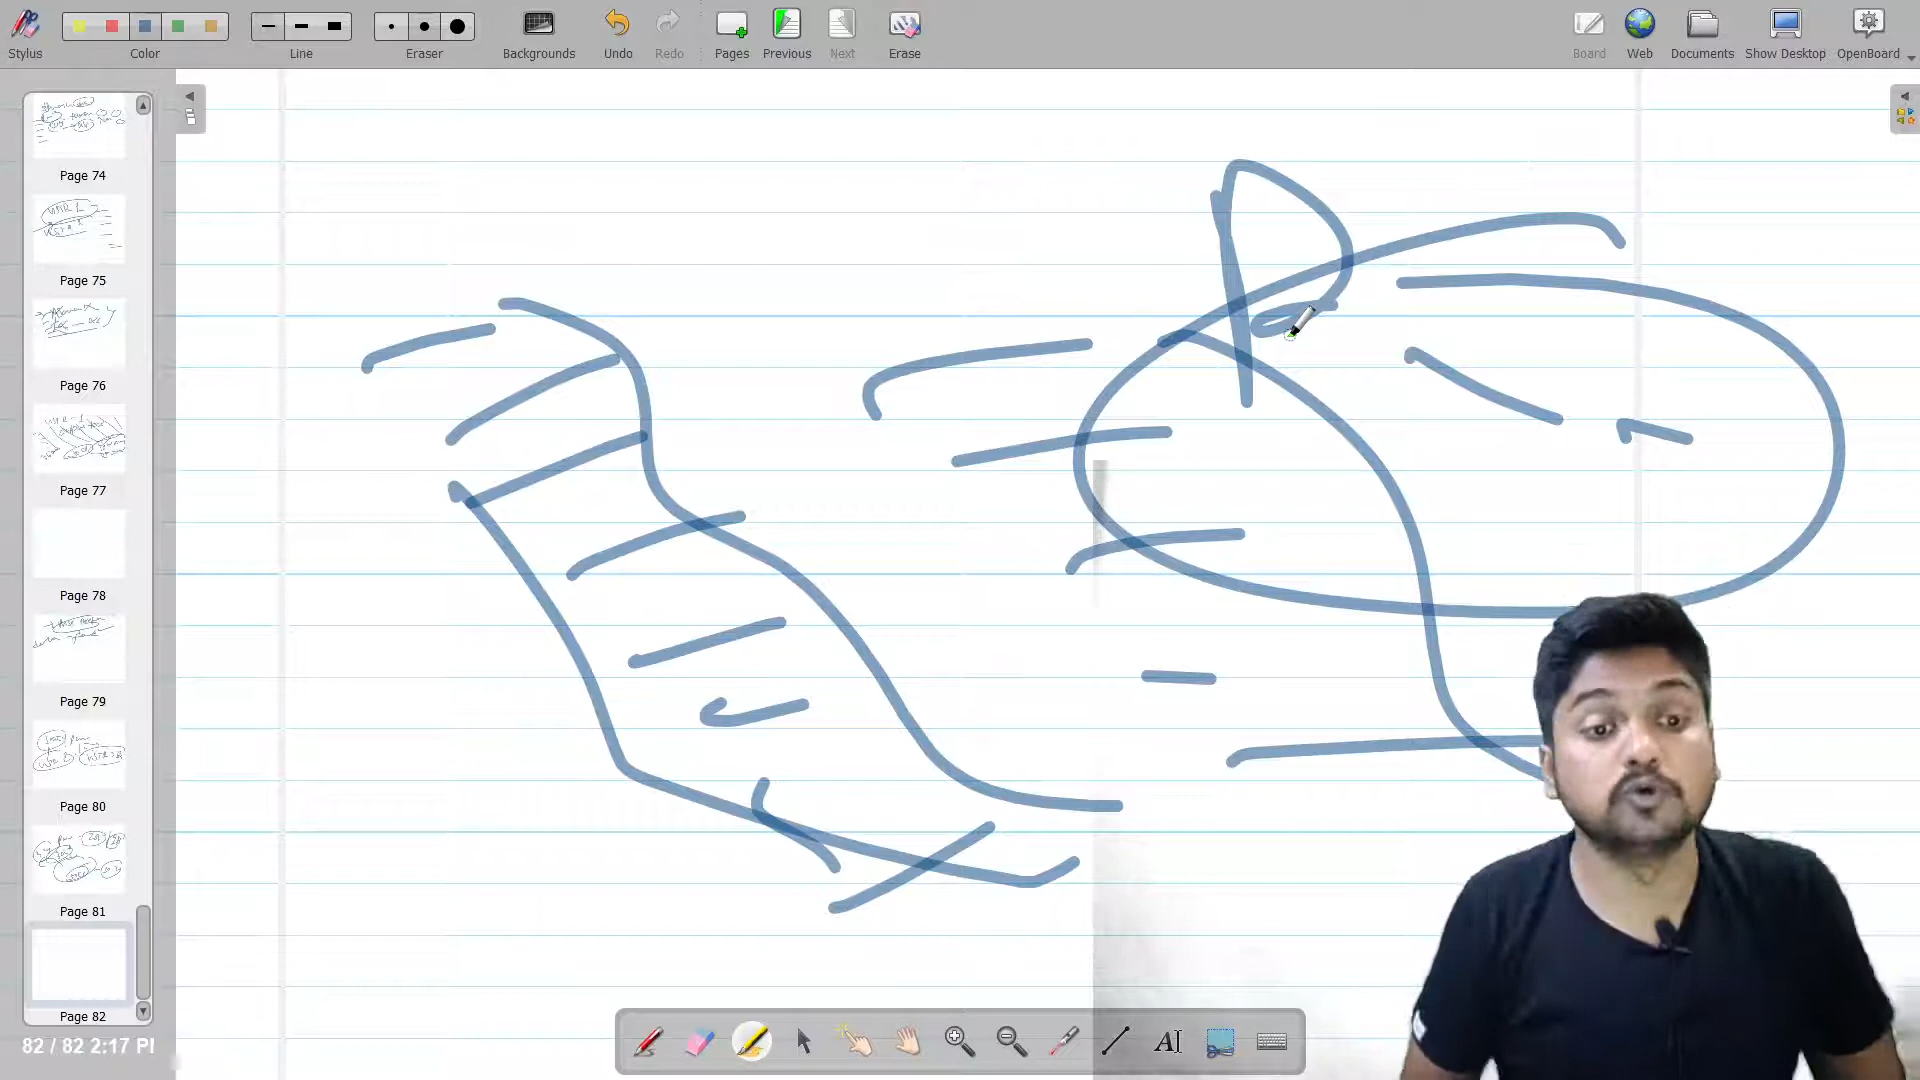 Stylus
Color
Line
Eraser
Backgrounds
Undo
Redo
Pages
Previous
Next
Erase
Board
Web
Documents
Show Desktop
OpenBoard
Page 74
Page 75
Page 76
Page 77
Page 78
Page 79
Page 80
Page 81
Page 82
82 / 82 2:17 PM